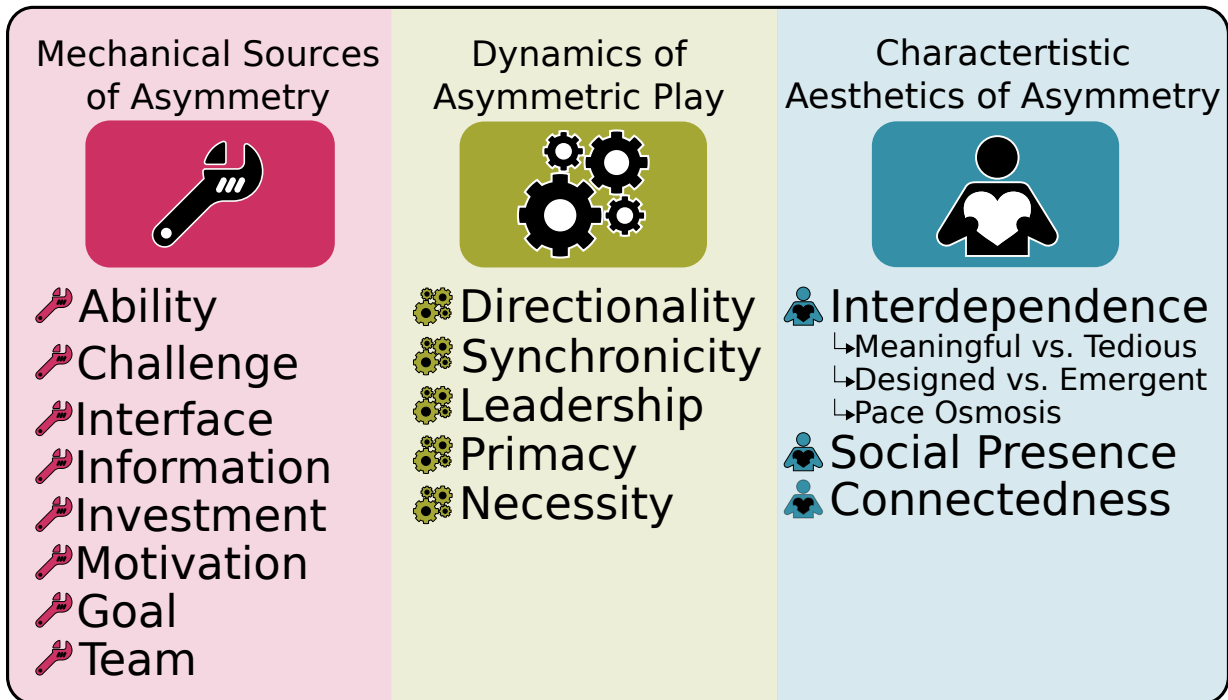 Mechanical Sources
of Asymmetry
Ability
Challenge
Interface
Information
Investment
Motivation
Goal
Team
Dynamics of
Asymmetric Play
Directionality
Synchronicity
Leadership
Primacy
Necessity
Charactertistic
Aesthetics of Asymmetry
Interdependence
Meaningful vs. Tedious
Designed vs. Emergent
Pace Osmosis
Social Presence
Connectedness